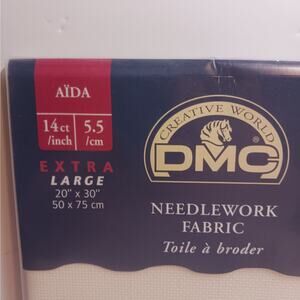 AÏDA
14ct
/inch
5.5
/cm
EXTRA
LARGE
20" x 30"
50 x 75 cm
CREATIVE WORLD
DMC
NEEDLEWORK
FABRIC
Toile à broder